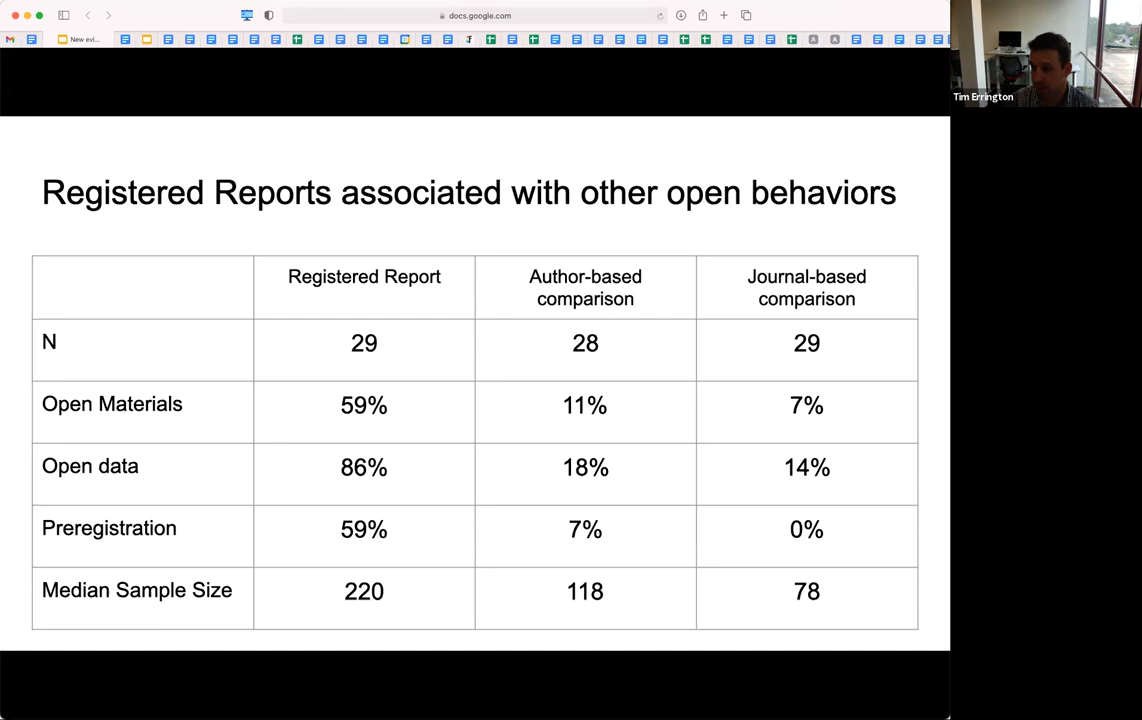 docs.google.com
New evi...
Tim Errington
Registered Reports associated with other open behaviors
Registered Report
Author-based
comparison
Journal-based
comparison
N
29
28
29
Open Materials
59%
11%
7%
Open data
86%
18%
14%
Preregistration
59%
7%
0%
Median Sample Size
220
118
78